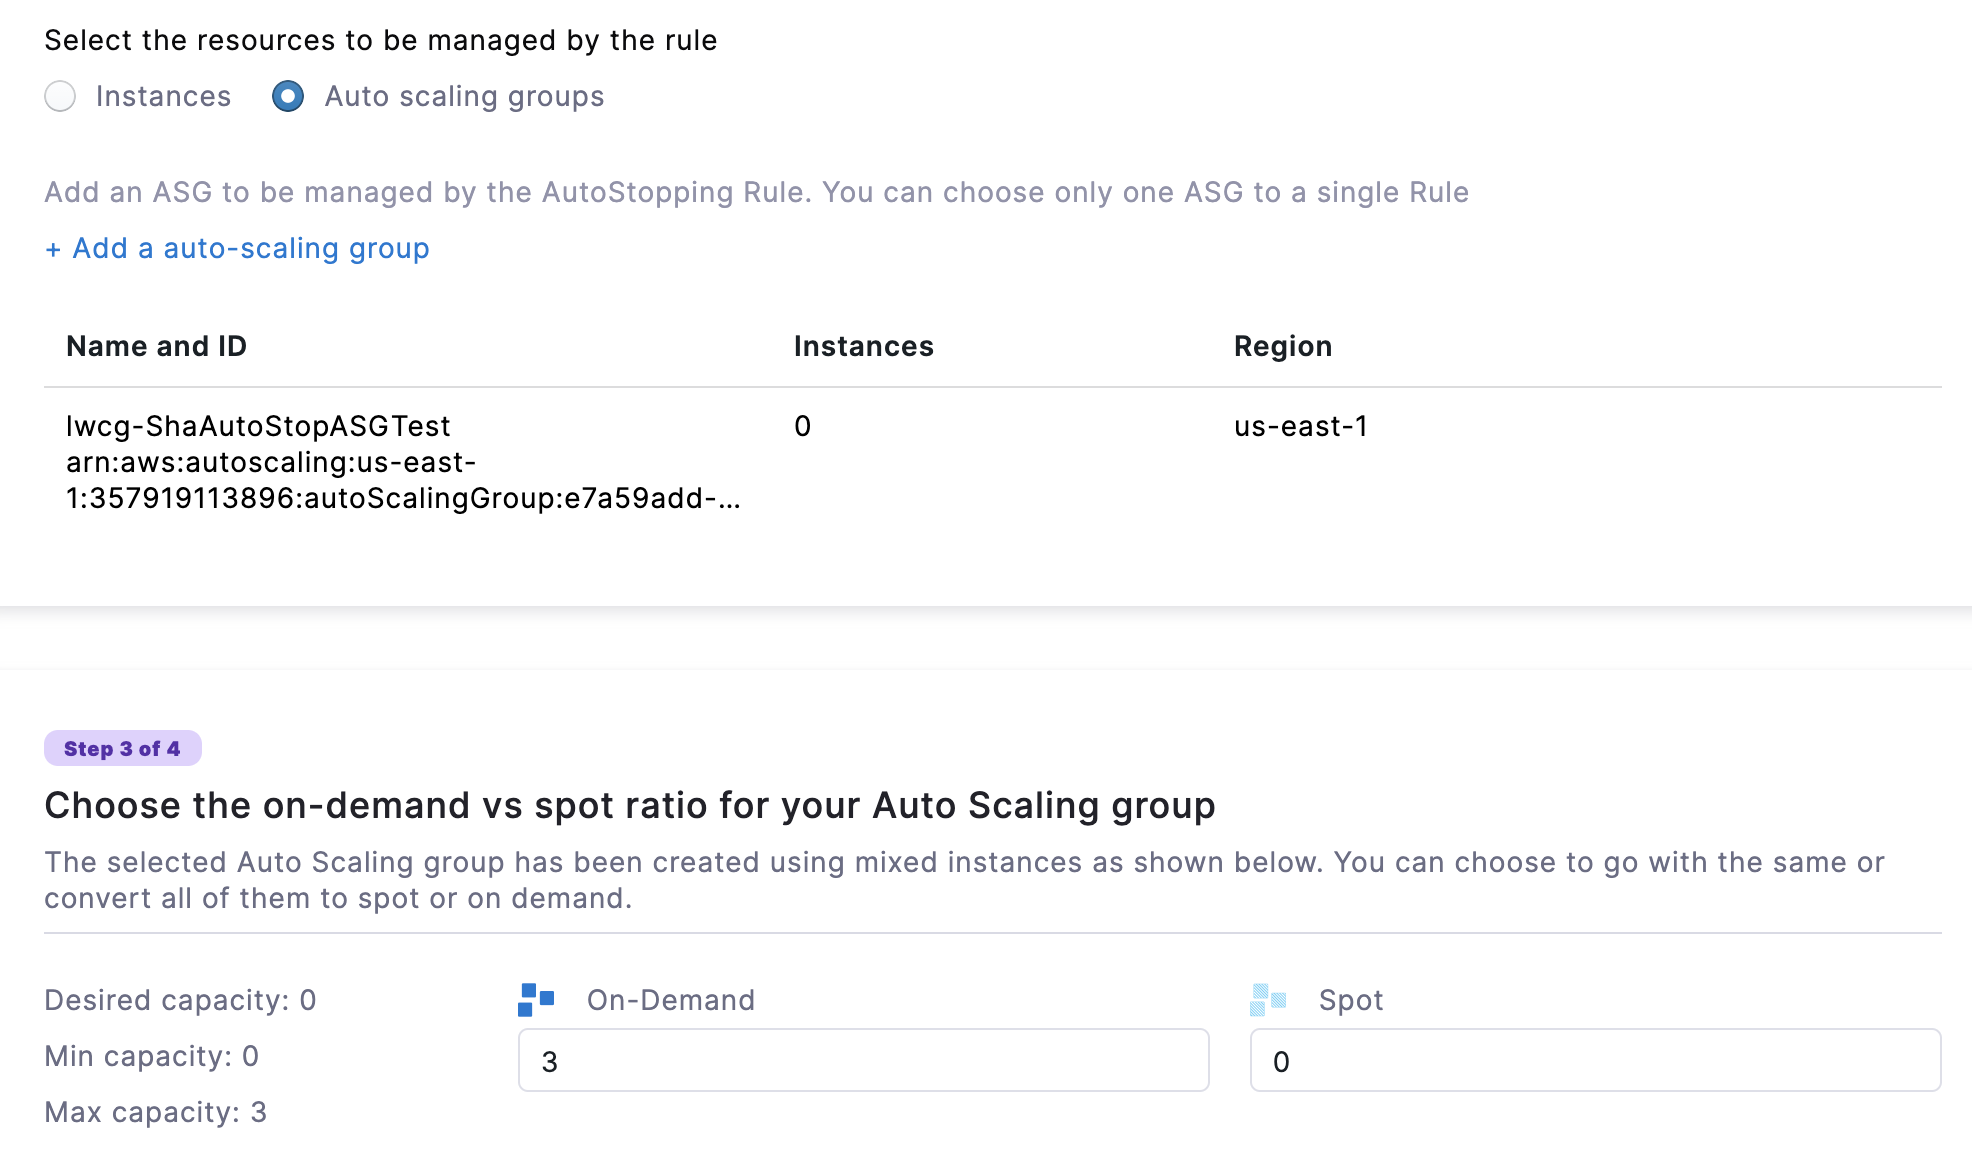 Select the resources to be managed by the rule
Instances Auto scaling groups
Add an ASG to be managed by the AutoStopping Rule. You can choose only one ASG to a single Rule
+ Add a auto-scaling group
Name and ID Instances Region
lwcg-ShaAutoStopASGTest 0 us-east-1
arn:aws:autoscaling:us-east-
1:357919113896:autoScalingGroup:e7a59add-...
Step 3 of 4
Choose the on-demand vs spot ratio for your Auto Scaling group
The selected Auto Scaling group has been created using mixed instances as shown below. You can choose to go with the same or
convert all of them to spot or on demand.
Desired capacity: 0 On-Demand Spot
Min capacity: 0 3 0
Max capacity: 3